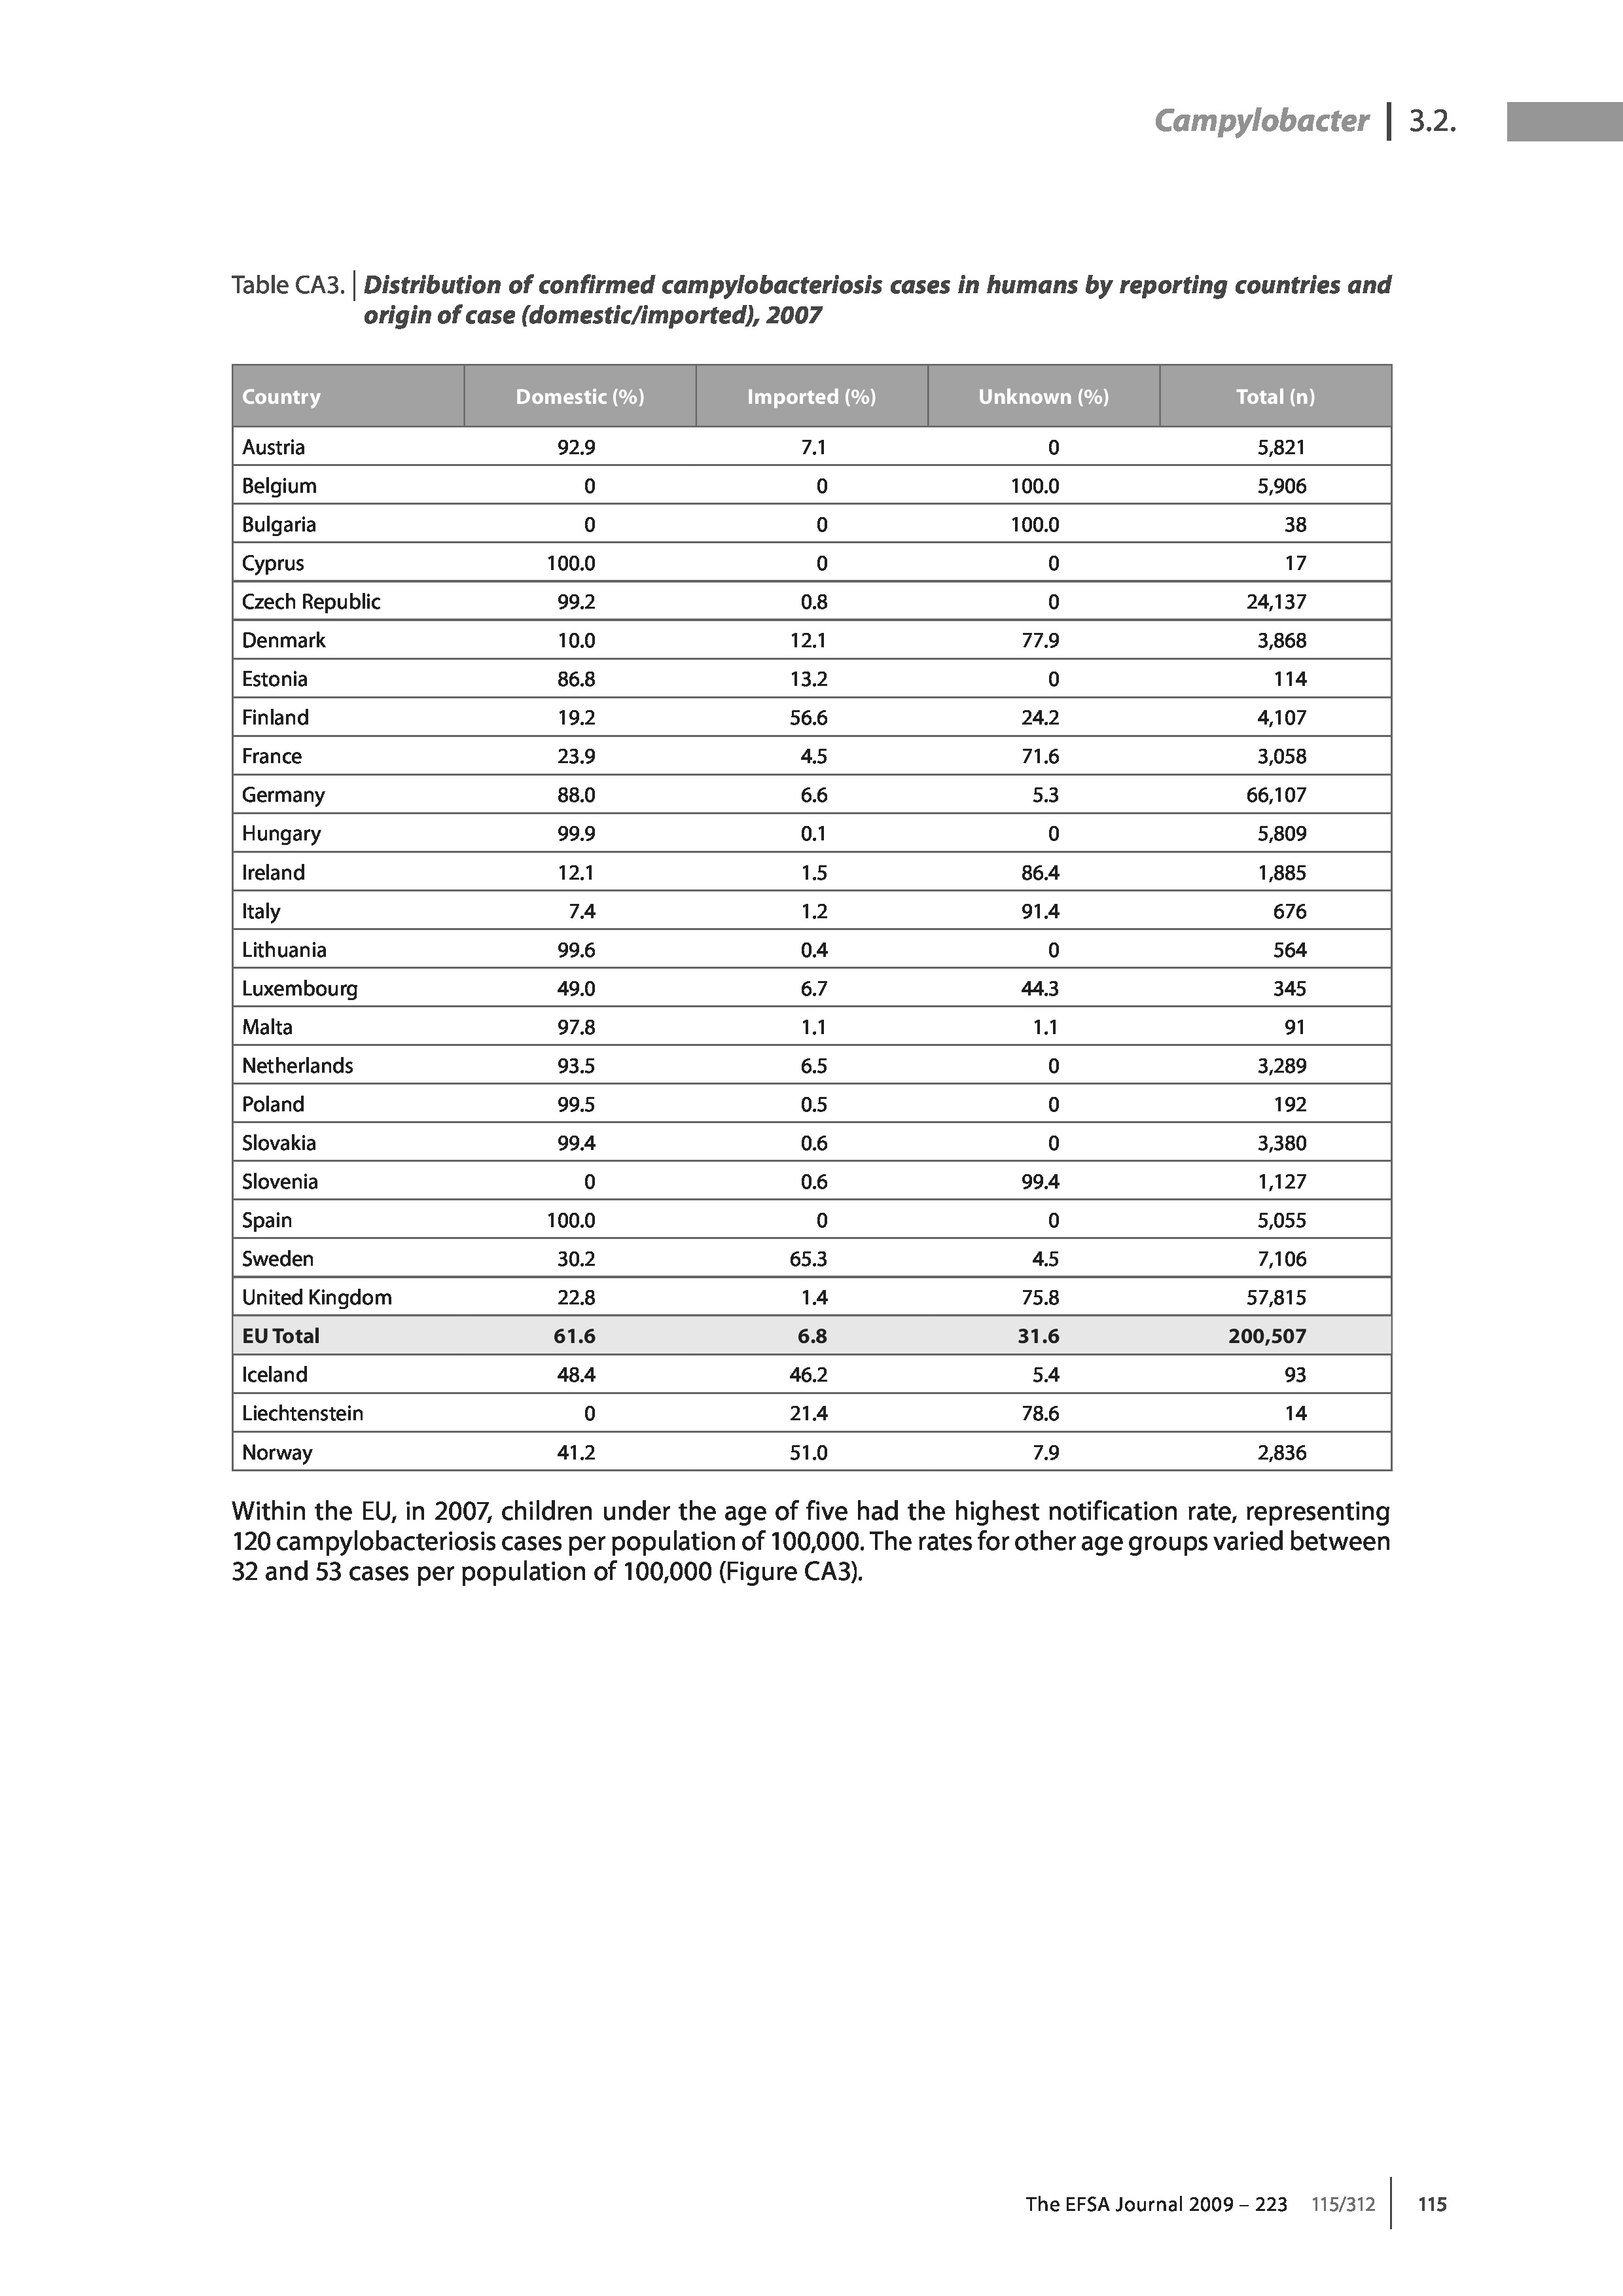 Campylobacter | 3.2.
Table CA3. | Distribution of confirmed campylobacteriosis cases in humans by reporting countries and
origin of case (domestic/imported), 2007
Country Domestic (%) Imported (%) Unknown (%) Total (n)
Austria 92.9 7.1 0 5,821
Belgium 0 0 100.0 5,906
Bulgaria 0 0 100.0 38
Cyprus 100.0 0 0 17
Czech Republic 99.2 0.8 0 24,137
Denmark 10.0 12.1 77.9 3,868
Estonia 86.8 13.2 0 114
Finland 19.2 56.6 24.2 4,107
France 23.9 4.5 71.6 3,058
Germany 88.0 6.6 5.3 66,107
Hungary 99.9 0.1 0 5,809
Ireland 12.1 1.5 86.4 1,885
Italy 7.4 1.2 91.4 676
Lithuania 99.6 0.4 0 564
Luxembourg 49.0 6.7 44.3 345
Malta 97.8 1.1 1.1 91
Netherlands 93.5 6.5 0 3,289
Poland 99.5 0.5 0 192
Slovakia 99.4 0.6 0 3,380
Slovenia 0 0.6 99.4 1,127
Spain 100.0 0 0 5,055
Sweden 30.2 65.3 4.5 7,106
United Kingdom 22.8 1.4 75.8 57,815
EU Total 61.6 6.8 31.6 200,507
Iceland 48.4 46.2 5.4 93
Liechtenstein 0 21.4 78.6 14
Norway 41.2 51.0 7.9 2,836
Within the EU, in 2007, children under the age of five had the highest notification rate, representing
120 campylobacteriosis cases per population of 100,000. The rates for other age groups varied between
32 and 53 cases per population of 100,000 (Figure CA3).
The EFSA Journal 2009 – 223 115/312 | 115